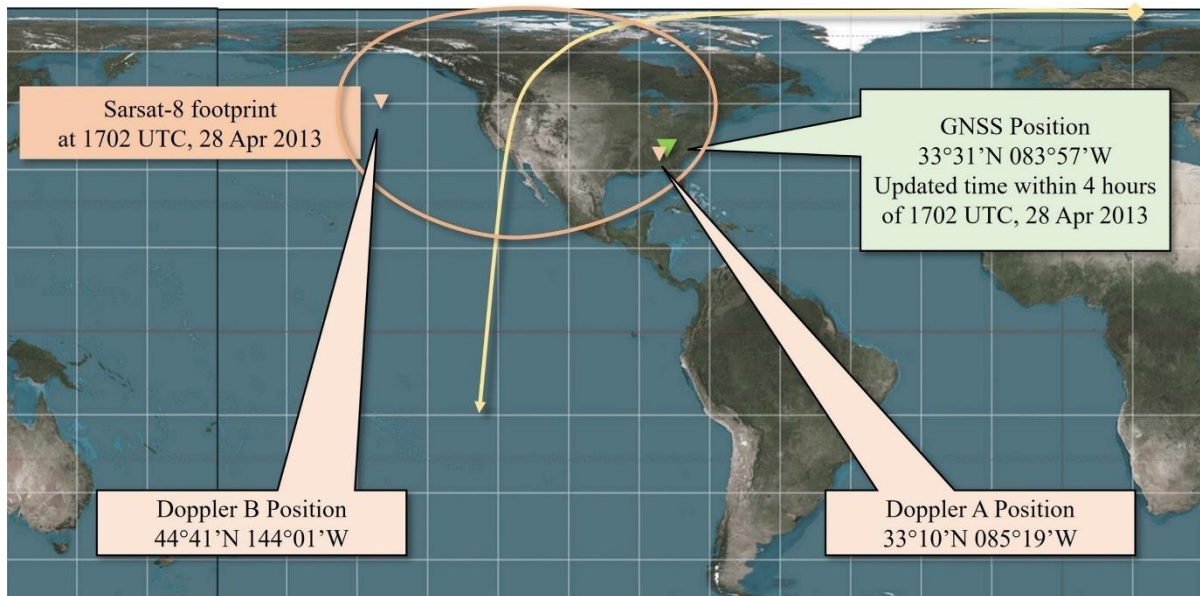 Sarsat-8 footprint
at 1702 UTC, 28 Apr 2013
GNSS Position
33°31’N 083°57’W
Updated time within 4 hours
of 1702 UTC, 28 Apr 2013
Doppler B Position
44°41’N 144°01’W
Doppler A Position
33°10’N 085°19’W